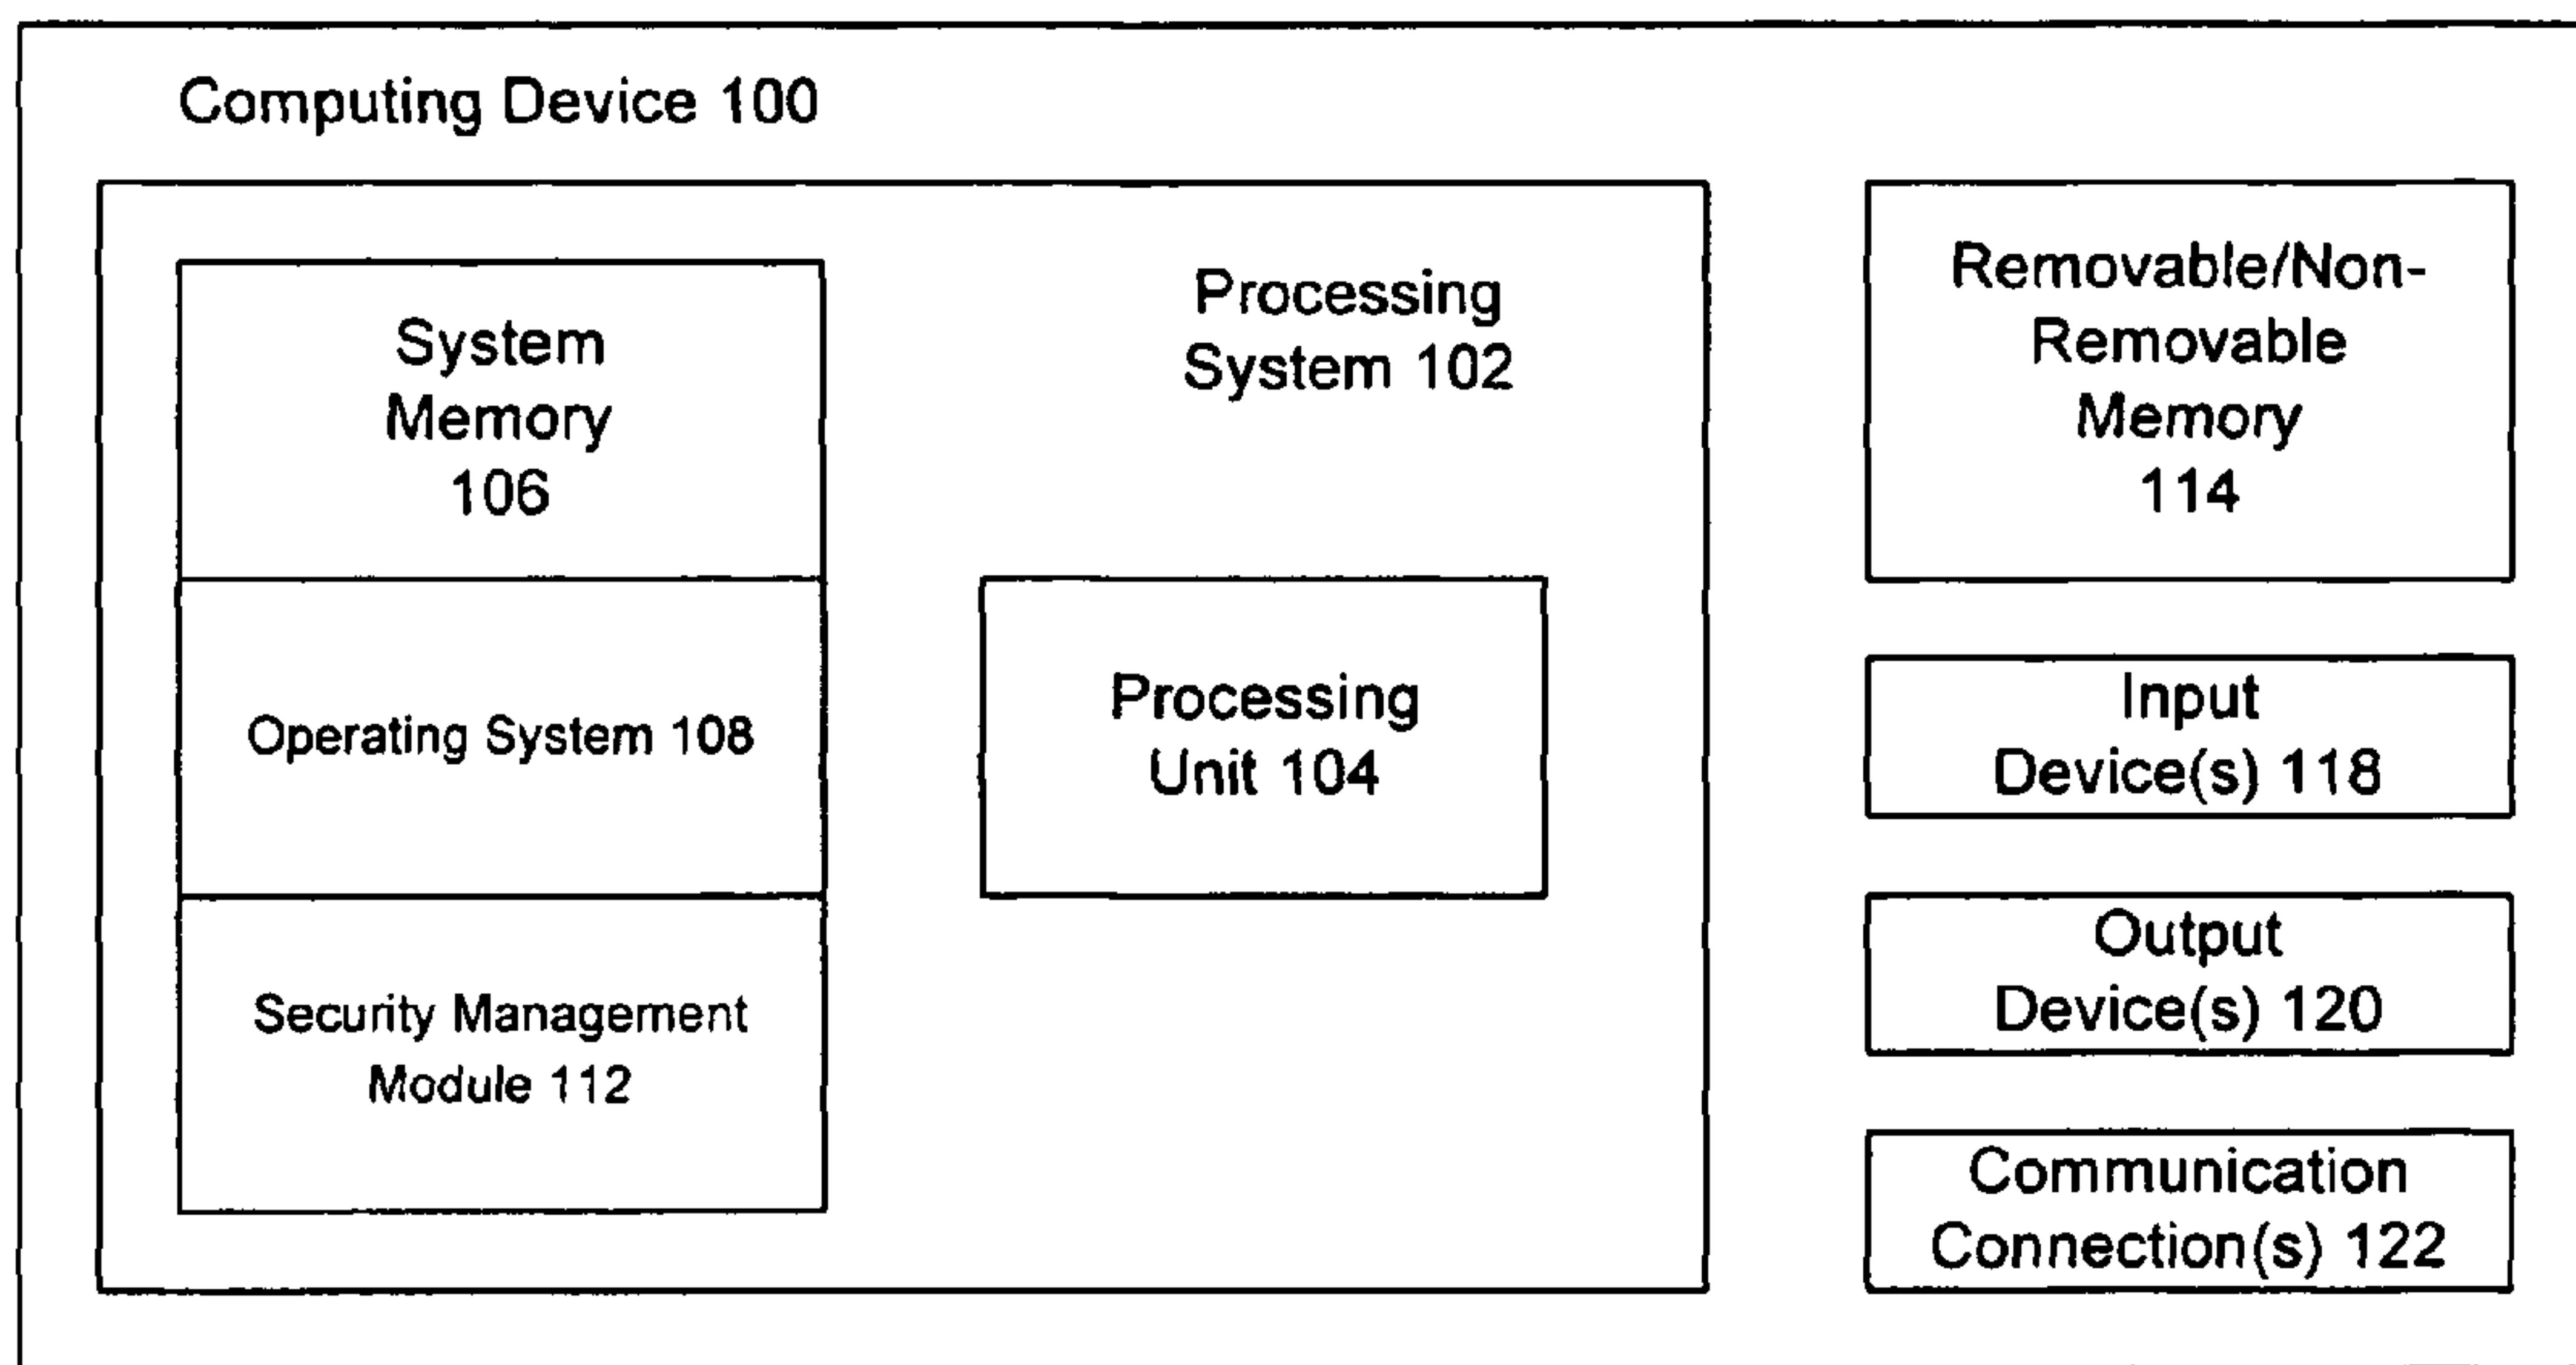 Computing Device 100
System
Memory
106
Operating System 108
Security Management
Module 112
Processing
System 102
Processing
Unit 104
Removable/Non-
Removable
Memory
114
Input
Device(s) 118
Output
Device(s) 120
Communication
Connection(s) 122